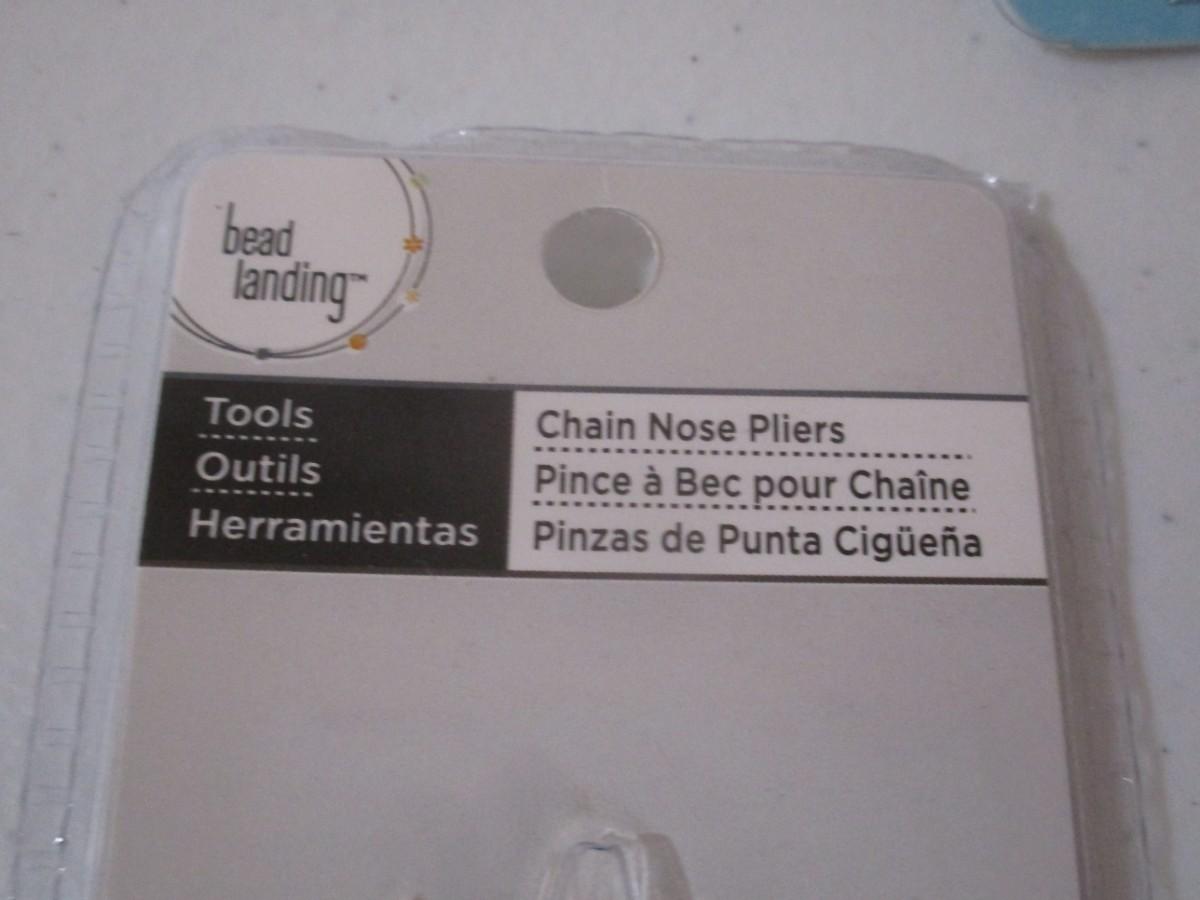 bead
landing™
Tools
Outils
Herramientas
Chain Nose Pliers
Pince à Bec pour Chaîne
Pinzas de Punta Cigüeña